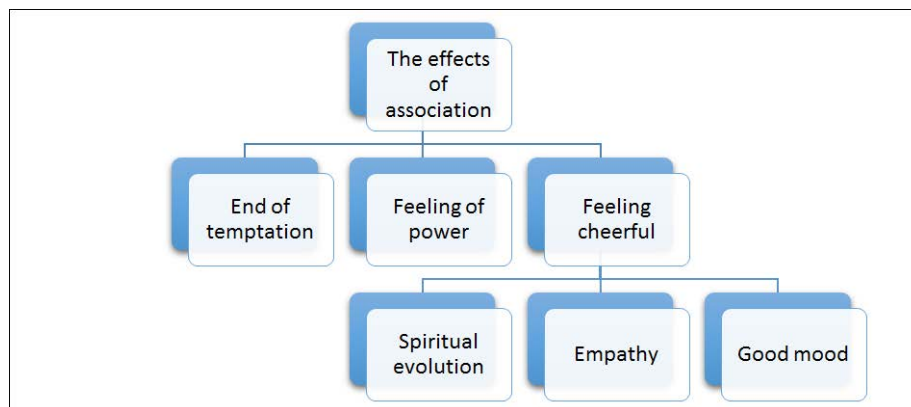 The effects
of
association
End of
temptation
Feeling of
power
Feeling
cheerful
Spiritual
evolution
Empathy
Good mood